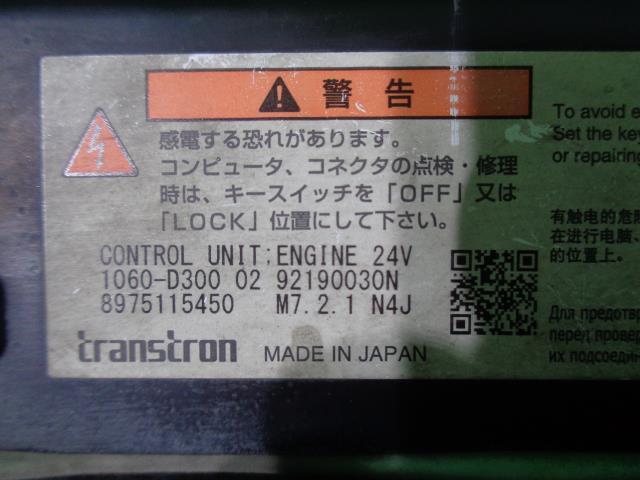 警告
感電する恐れがあります。
コンピュータ、コネクタの点検・修理
時は、キースイッチを「OFF」又は
「LOCK」位置にして下さい。
CONTROL UNIT;ENGINE 24V
1060-D300 02 92190030N
8975115450 M7.2.1 N4J
transtron MADE IN JAPAN
To avoid e
Set the key
or repairing
有触电的危
在进行电脑、
的位置上。
Для предотвр
перед провер
их подсоедин